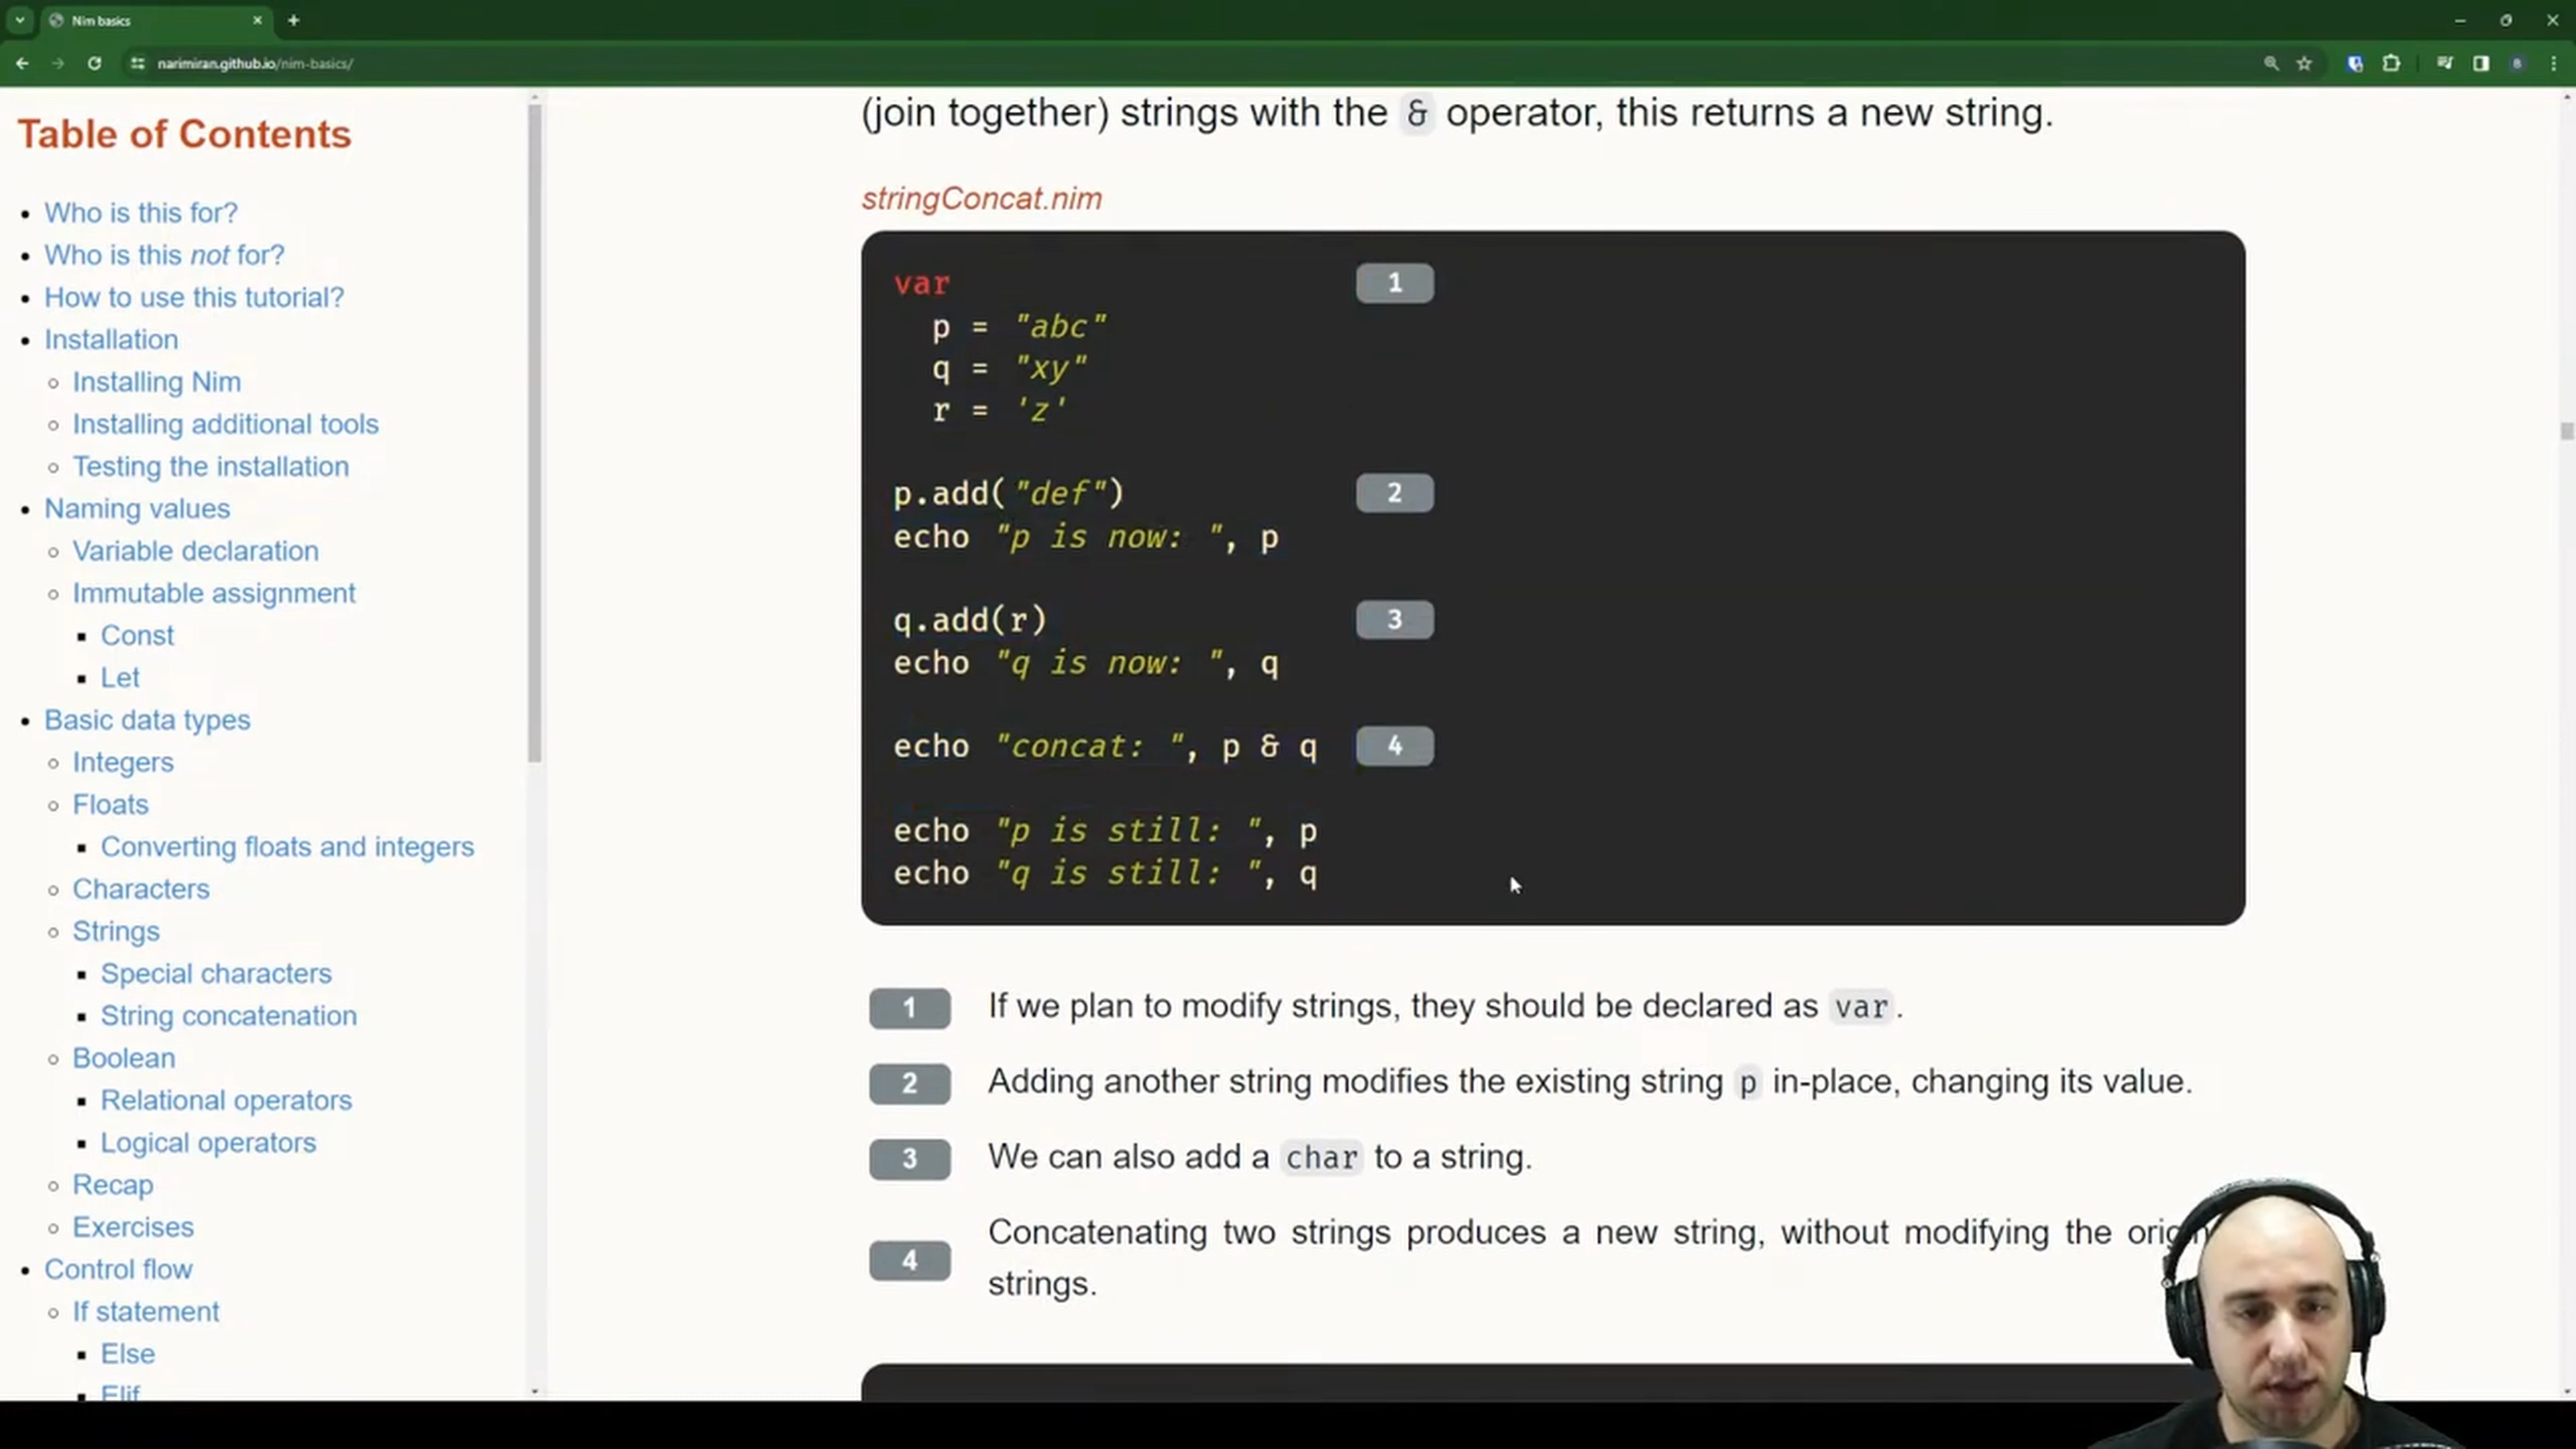 Nim basics
narimiran.github.io/nim-basics/
Table of Contents
Who is this for?
Who is this not for?
How to use this tutorial?
Installation
Installing Nim
Installing additional tools
Testing the installation
Naming values
Variable declaration
Immutable assignment
Const
Let
Basic data types
Integers
Floats
Converting floats and integers
Characters
Strings
Special characters
String concatenation
Boolean
Relational operators
Logical operators
Recap
Exercises
Control flow
If statement
Else
Elif
(join together) strings with the & operator, this returns a new string.
stringConcat.nim
var 1
p = "abc"
q = "xy"
r = 'z'
p.add("def") 2
echo "p is now: ", p
q.add(r) 3
echo "q is now: ", q
echo "concat: ", p & q 4
echo "p is still: ", p
echo "q is still: ", q
1 If we plan to modify strings, they should be declared as var.
2 Adding another string modifies the existing string p in-place, changing its value.
3 We can also add a char to a string.
4 Concatenating two strings produces a new string, without modifying the
strings.